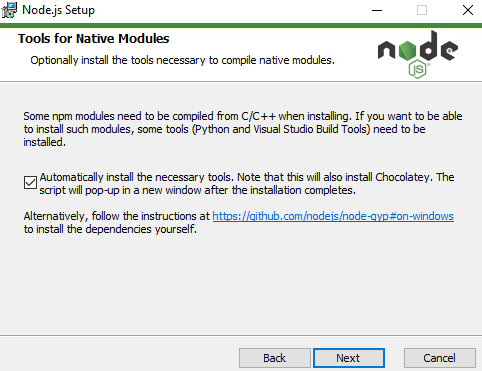 Node.js Setup
Tools for Native Modules
Optionally install the tools necessary to compile native modules.
node
JS
Some npm modules need to be compiled from C/C++ when installing. If you want to be able
to install such modules, some tools (Python and Visual Studio Build Tools) need to be
installed.
Automatically install the necessary tools. Note that this will also install Chocolatey. The
script will pop-up in a new window after the installation completes.
Alternatively, follow the instructions at https://github.com/nodejs/node-gyp#on-windows
to install the dependencies yourself.
Back Next Cancel